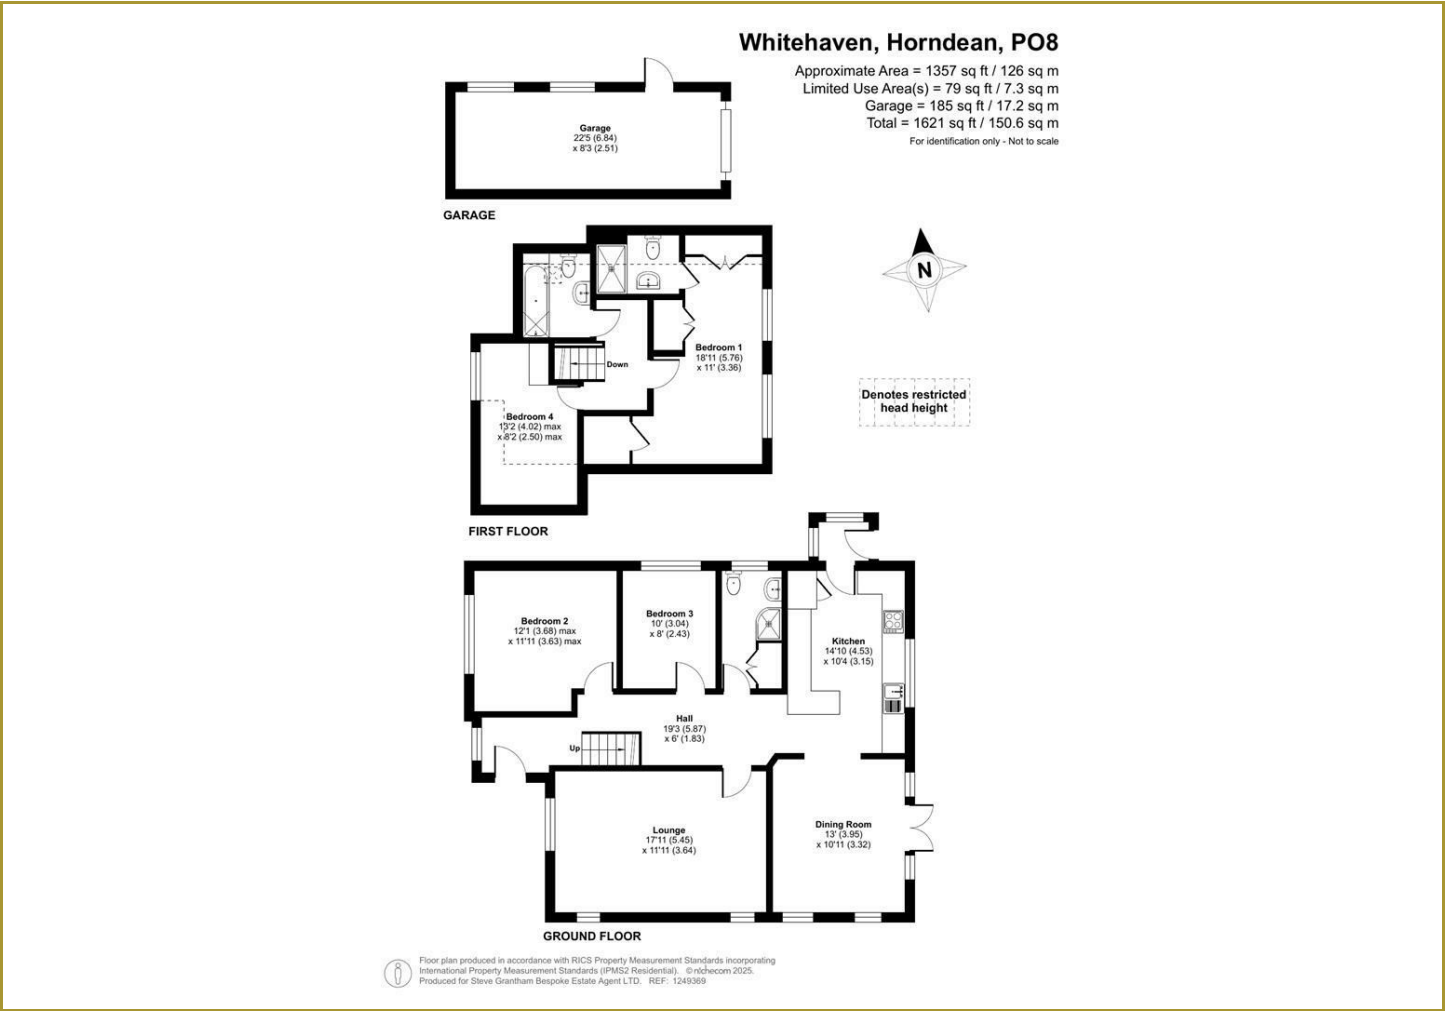 Whitehaven, Horndean, PO8
Approximate Area = 1357 sq ft / 126 sq m
Limited Use Area(s) = 79 sq ft / 7.3 sq m
Garage = 185 sq ft / 17.2 sq m
Total = 1621 sq ft / 150.6 sq m
For identification only - Not to scale
Garage
22'5 (6.84)
x 8'3 (2.51)
GARAGE
N
Bedroom 1
18'11 (5.76)
x 11' (3.36)
Down
Denotes restricted
head height
Bedroom 4
13'2 (4.02) max
x 8'2 (2.50) max
FIRST FLOOR
Bedroom 2
12'1 (3.68) max
x 11'11 (3.63) max
Bedroom 3
10' (3.04)
x 8' (2.43)
Kitchen
14'10 (4.53)
x 10'4 (3.15)
Hall
19'3 (5.87)
x 6' (1.83)
Up
Lounge
17'11 (5.45)
x 11'11 (3.64)
Dining Room
13' (3.95)
x 10'11 (3.32)
GROUND FLOOR
Floor plan produced in accordance with RICS Property Measurement Standards incorporating
International Property Measurement Standards (IPMS2 Residential). © nichecom 2025.
Produced for Steve Grantham Bespoke Estate Agent LTD. REF: 1249369